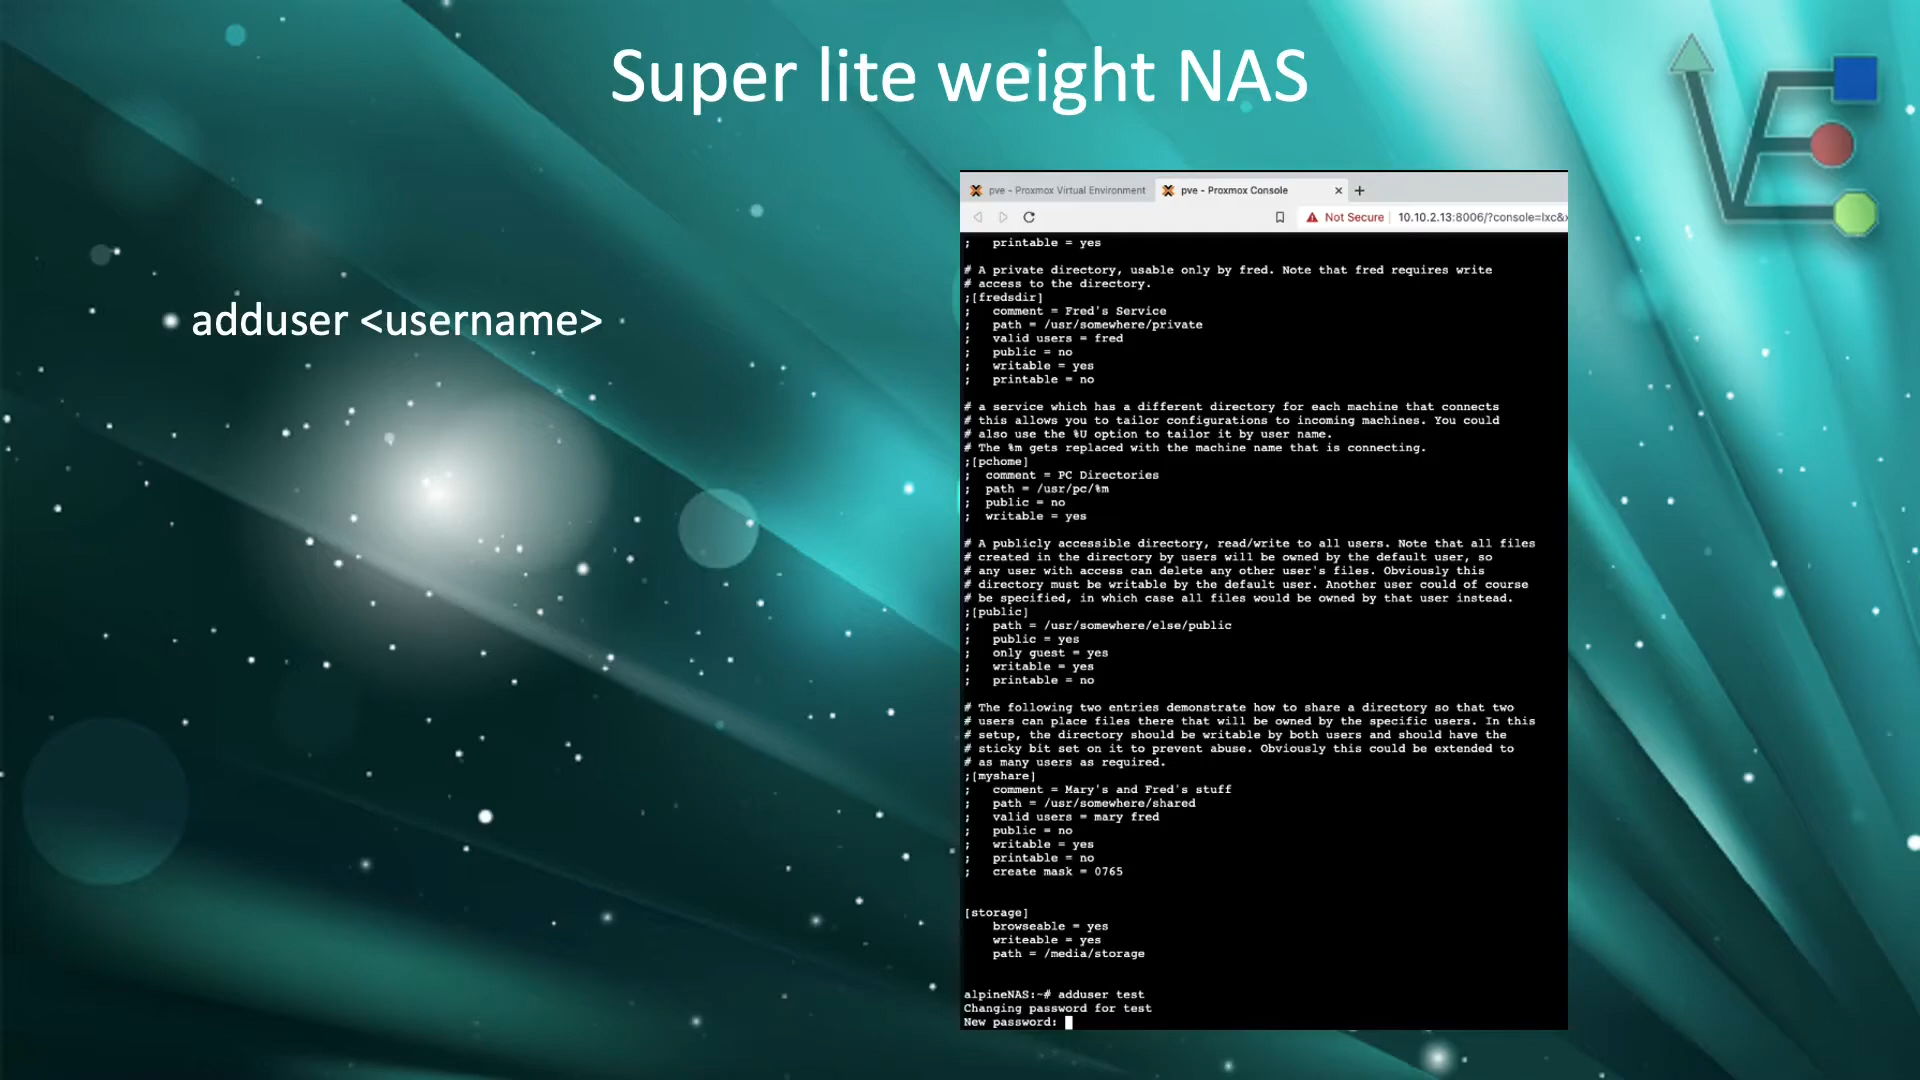 Super lite weight NAS
adduser <username>
pve - Proxmox Virtual Environment
pve - Proxmox Console
Not Secure
10.10.2.13:8006/?console=lxc&x
;   printable = yes
# A private directory, usable only by fred. Note that fred requires write
# access to the directory.
;[fredsdir]
;   comment = Fred's Service
;   path = /usr/somewhere/private
;   valid users = fred
;   public = no
;   writable = yes
;   printable = no
# a service which has a different directory for each machine that connects
# this allows you to tailor configurations to incoming machines. You could
# also use the %U option to tailor it by user name.
# The %m gets replaced with the machine name that is connecting.
;[pchome]
;  comment = PC Directories
;  path = /usr/pc/%m
;  public = no
;  writable = yes
# A publicly accessible directory, read/write to all users. Note that all files
# created in the directory by users will be owned by the default user, so
# any user with access can delete any other user's files. Obviously this
# directory must be writable by the default user. Another user could of course
# be specified, in which case all files would be owned by that user instead.
;[public]
;   path = /usr/somewhere/else/public
;   public = yes
;   only guest = yes
;   writable = yes
;   printable = no
# The following two entries demonstrate how to share a directory so that two
# users can place files there that will be owned by the specific users. In this
# setup, the directory should be writable by both users and should have the
# sticky bit set on it to prevent abuse. Obviously this could be extended to
# as many users as required.
;[myshare]
;   comment = Mary's and Fred's stuff
;   path = /usr/somewhere/shared
;   valid users = mary fred
;   public = no
;   writable = yes
;   printable = no
;   create mask = 0765
[storage]
    browseable = yes
    writeable = yes
    path = /media/storage
alpineNAS:~# adduser test
Changing password for test
New password: